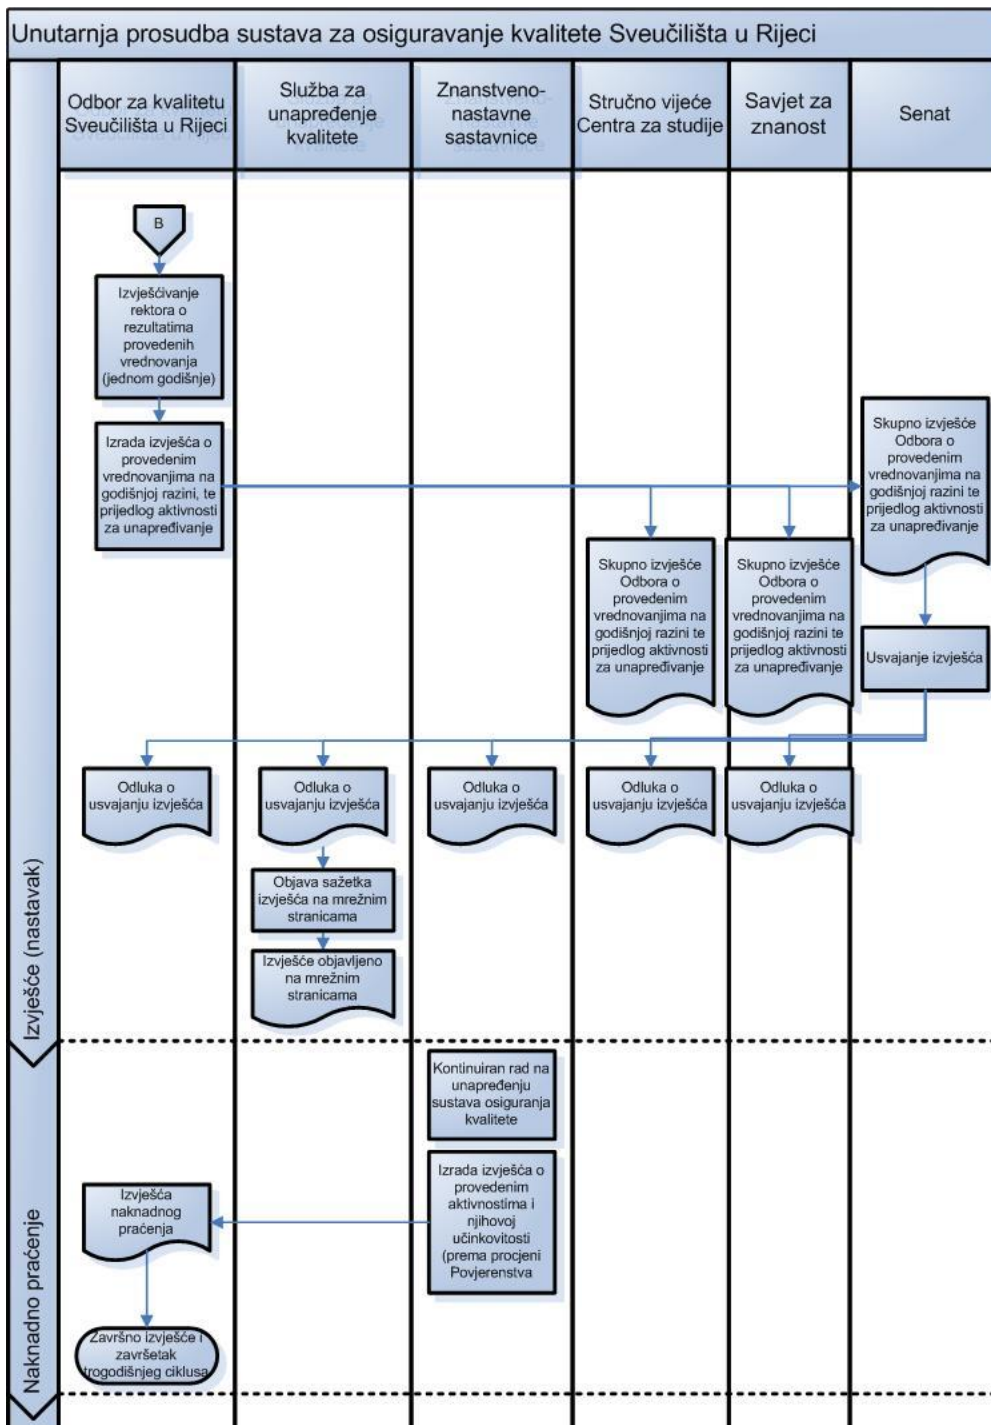 Unutarnja prosudba sustava za osiguravanje kvalitete Sveučilišta u Rijeci
Odbor za kvalitetu
Sveučilišta u Rijeci
Služba za
unapređenje
kvalitete
Znanstveno-
nastavne
sastavnice
Stručno vijeće
Centra za studije
Savjet za
znanost
Senat
Izvješće (nastavak)
B
Izvješćivanje
rektora o
rezultatima
provedenih
vrednovanja
(jednom godišnje)
Izrada izvješća o
provedenim
vrednovanjima na
godišnjoj razini, te
prijedlog aktivnosti
za unapređivanje
Skupno izvješće
Odbora o
provedenim
vrednovanjima na
godišnjoj razini te
prijedlog aktivnosti
za unapređivanje
Skupno izvješće
Odbora o
provedenim
vrednovanjima na
godišnjoj razini te
prijedlog aktivnosti
za unapređivanje
Skupno izvješće
Odbora o
provedenim
vrednovanjima na
godišnjoj razini te
prijedlog aktivnosti
za unapređivanje
Usvajanje izvješća
Odluka o
usvajanju izvješća
Odluka o
usvajanju izvješća
Odluka o
usvajanju izvješća
Odluka o
usvajanju izvješća
Odluka o
usvajanju izvješća
Objava sažetka
izvješća na mrežnim
stranicama
Izvješće objavljeno
na mrežnim
stranicama
Naknadno praćenje
Kontinuiran rad na
unapređenju
sustava osiguranja
kvalitete
Izrada izvješća o
provedenim
aktivnostima i
njihovoj
učinkovitosti
(prema procjeni
Povjerenstva
Izvješća
naknadnog
praćenja
Završno izvješće i
završetak
trogodišnjeg ciklusa